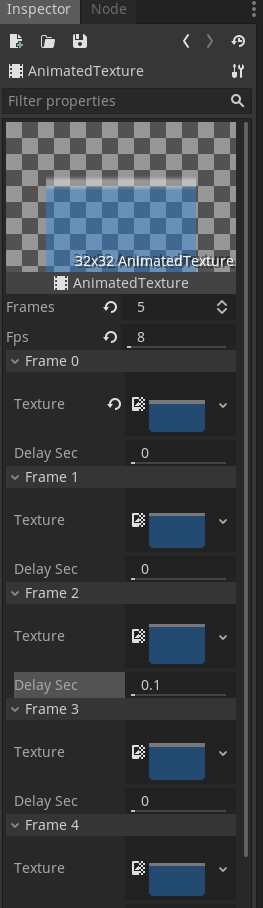 Inspector Node
AnimatedTexture
Filter properties
32x32 AnimatedTexture
AnimatedTexture
Frames 5
Fps 8
Frame 0
Texture
Delay Sec 0
Frame 1
Texture
Delay Sec 0
Frame 2
Texture
Delay Sec 0.1
Frame 3
Texture
Delay Sec 0
Frame 4
Texture